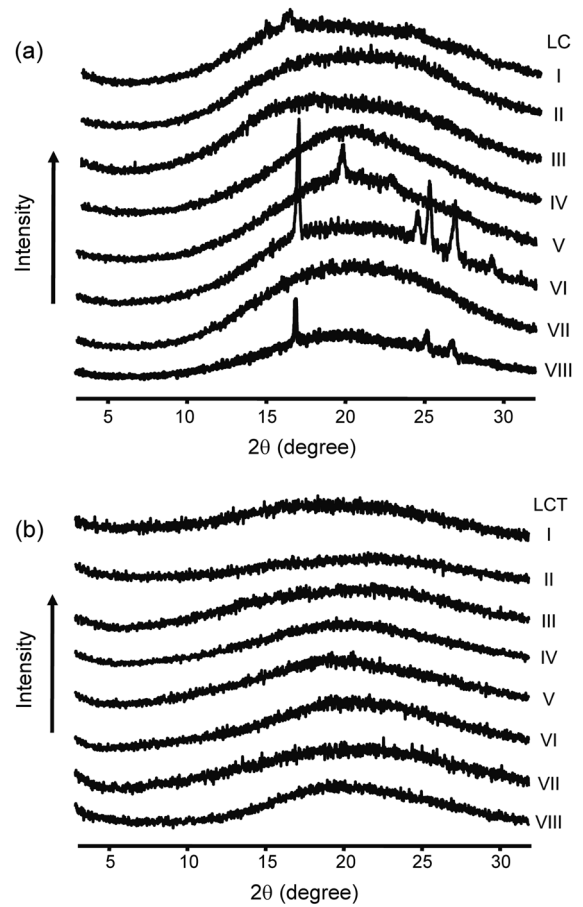 (a)
LC
I
II
III
IV
V
VI
VII
VIII
Intensity
5 10 15 20 25 30
2θ (degree)
(b)
LCT
I
II
III
IV
V
VI
VII
VIII
Intensity
5 10 15 20 25 30
2θ (degree)